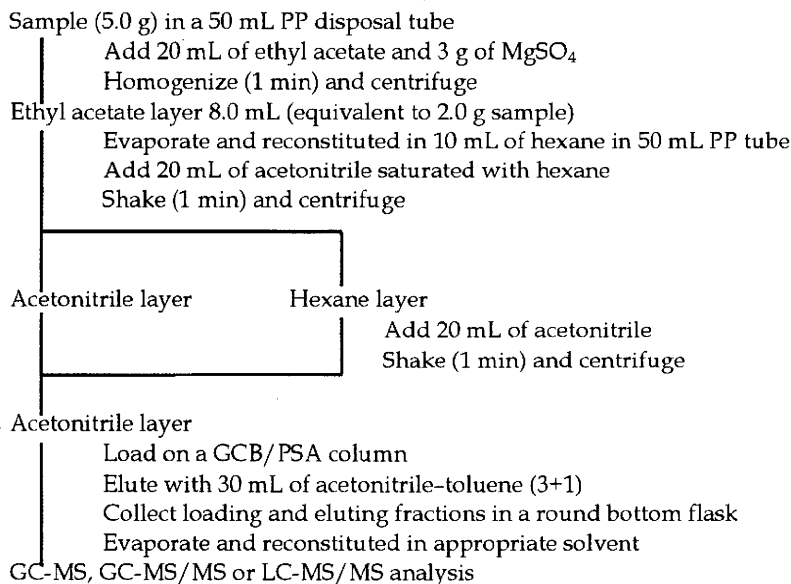 Sample (5.0 g) in a 50 mL PP disposal tube
Add 20 mL of ethyl acetate and 3 g of MgSO₄
Homogenize (1 min) and centrifuge
Ethyl acetate layer 8.0 mL (equivalent to 2.0 g sample)
Evaporate and reconstituted in 10 mL of hexane in 50 mL PP tube
Add 20 mL of acetonitrile saturated with hexane
Shake (1 min) and centrifuge
Acetonitrile layer
Hexane layer
Add 20 mL of acetonitrile
Shake (1 min) and centrifuge
Acetonitrile layer
Load on a GCB/PSA column
Elute with 30 mL of acetonitrile–toluene (3+1)
Collect loading and eluting fractions in a round bottom flask
Evaporate and reconstituted in appropriate solvent
GC-MS, GC-MS/MS or LC-MS/MS analysis